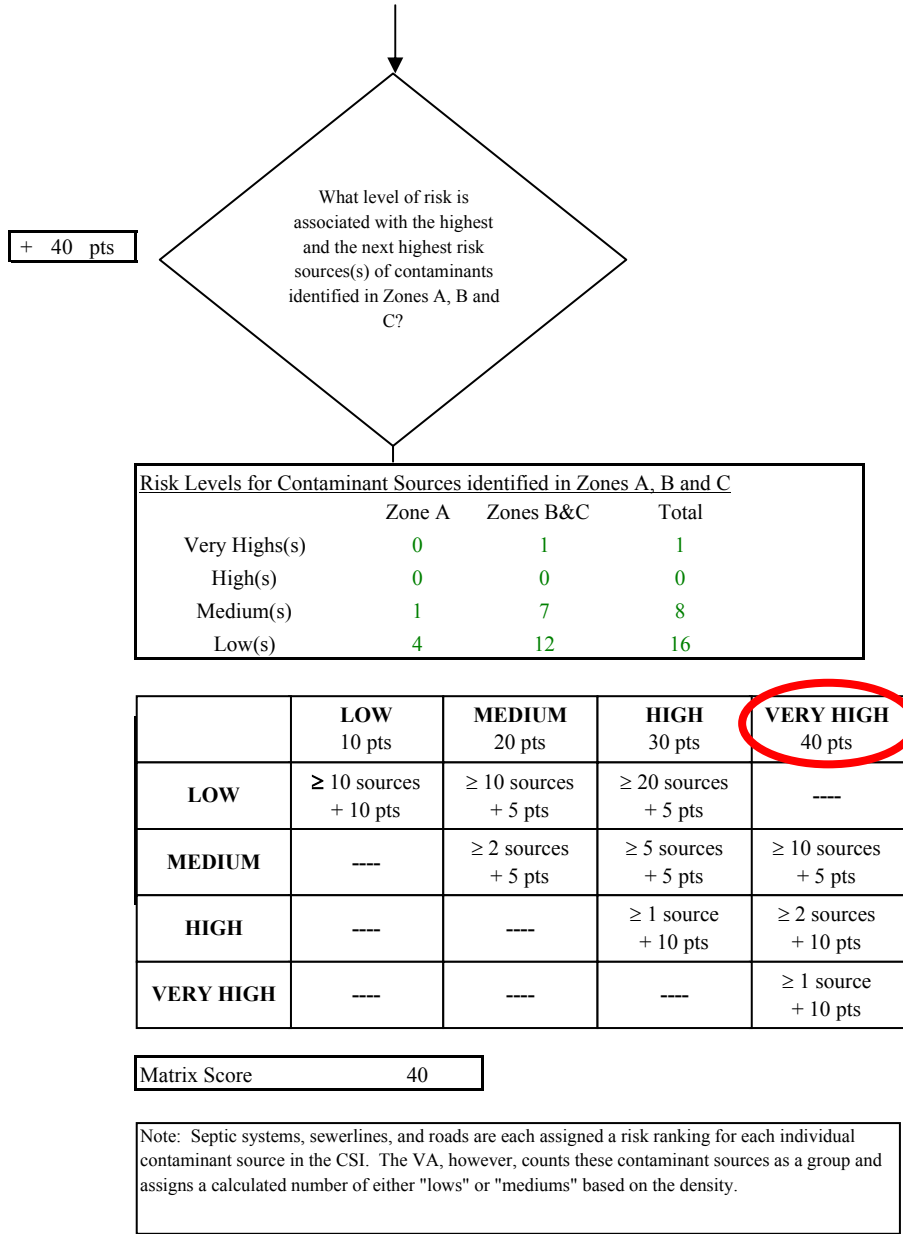 What level of risk is
associated with the highest
and the next highest risk
sources(s) of contaminants
identified in Zones A, B and
C?
+ 40 pts
Risk Levels for Contaminant Sources identified in Zones A, B and C
Zone A Zones B&C Total
Very Highs(s) 0 1 1
High(s) 0 0 0
Medium(s) 1 7 8
Low(s) 4 12 16
LOW MEDIUM HIGH VERY HIGH
10 pts 20 pts 30 pts 40 pts
LOW ≥ 10 sources ≥ 10 sources ≥ 20 sources ----
+ 10 pts + 5 pts + 5 pts
MEDIUM ---- ≥ 2 sources ≥ 5 sources ≥ 10 sources
+ 5 pts + 5 pts + 5 pts
HIGH ---- ---- ≥ 1 source ≥ 2 sources
+ 10 pts + 10 pts
VERY HIGH ---- ---- ---- ≥ 1 source
+ 10 pts
Matrix Score 40
Note: Septic systems, sewerlines, and roads are each assigned a risk ranking for each individual
contaminant source in the CSI. The VA, however, counts these contaminant sources as a group and
assigns a calculated number of either "lows" or "mediums" based on the density.